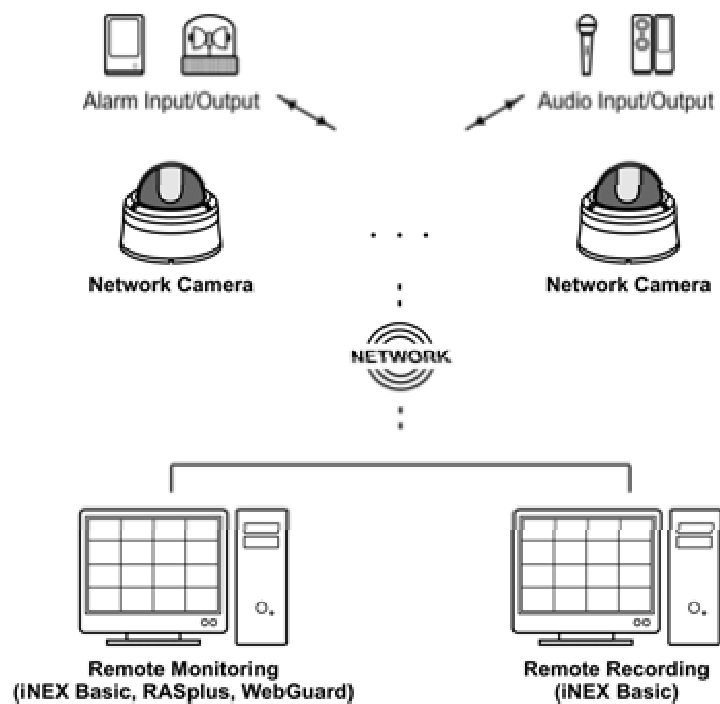 Alarm Input/Output
Audio Input/Output
Network Camera
Network Camera
NETWORK
Remote Monitoring
(iNEX Basic, RASplus, WebGuard)
Remote Recording
(iNEX Basic)